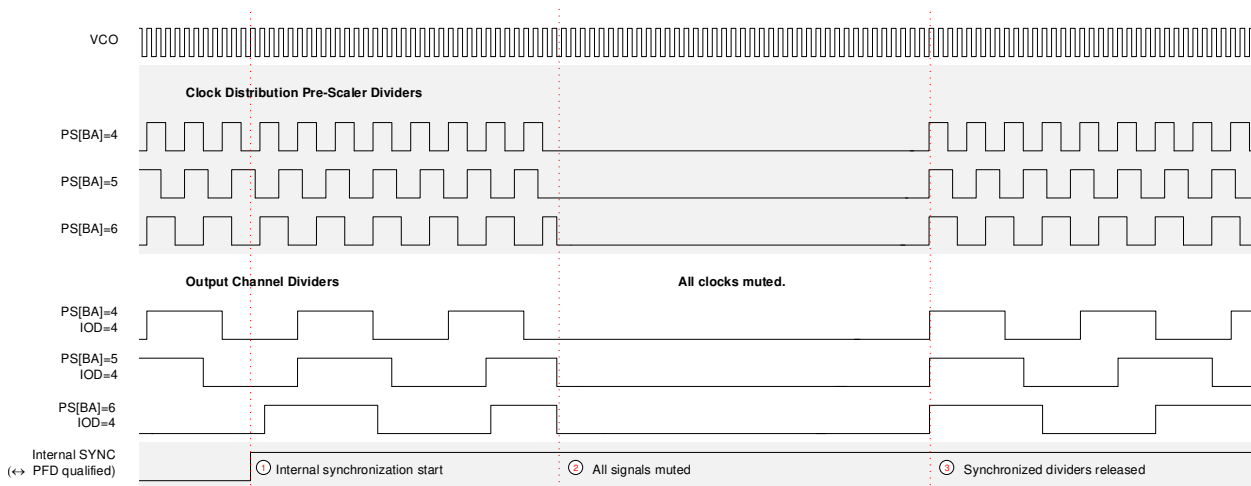 VCO
Clock Distribution Pre-Scaler Dividers
PS[BA]=4
PS[BA]=5
PS[BA]=6
Output Channel Dividers
All clocks muted.
PS[BA]=4
IOD=4
PS[BA]=5
IOD=4
PS[BA]=6
IOD=4
Internal SYNC
(↔ PFD qualified)
1 Internal synchronization start
2 All signals muted
3 Synchronized dividers released